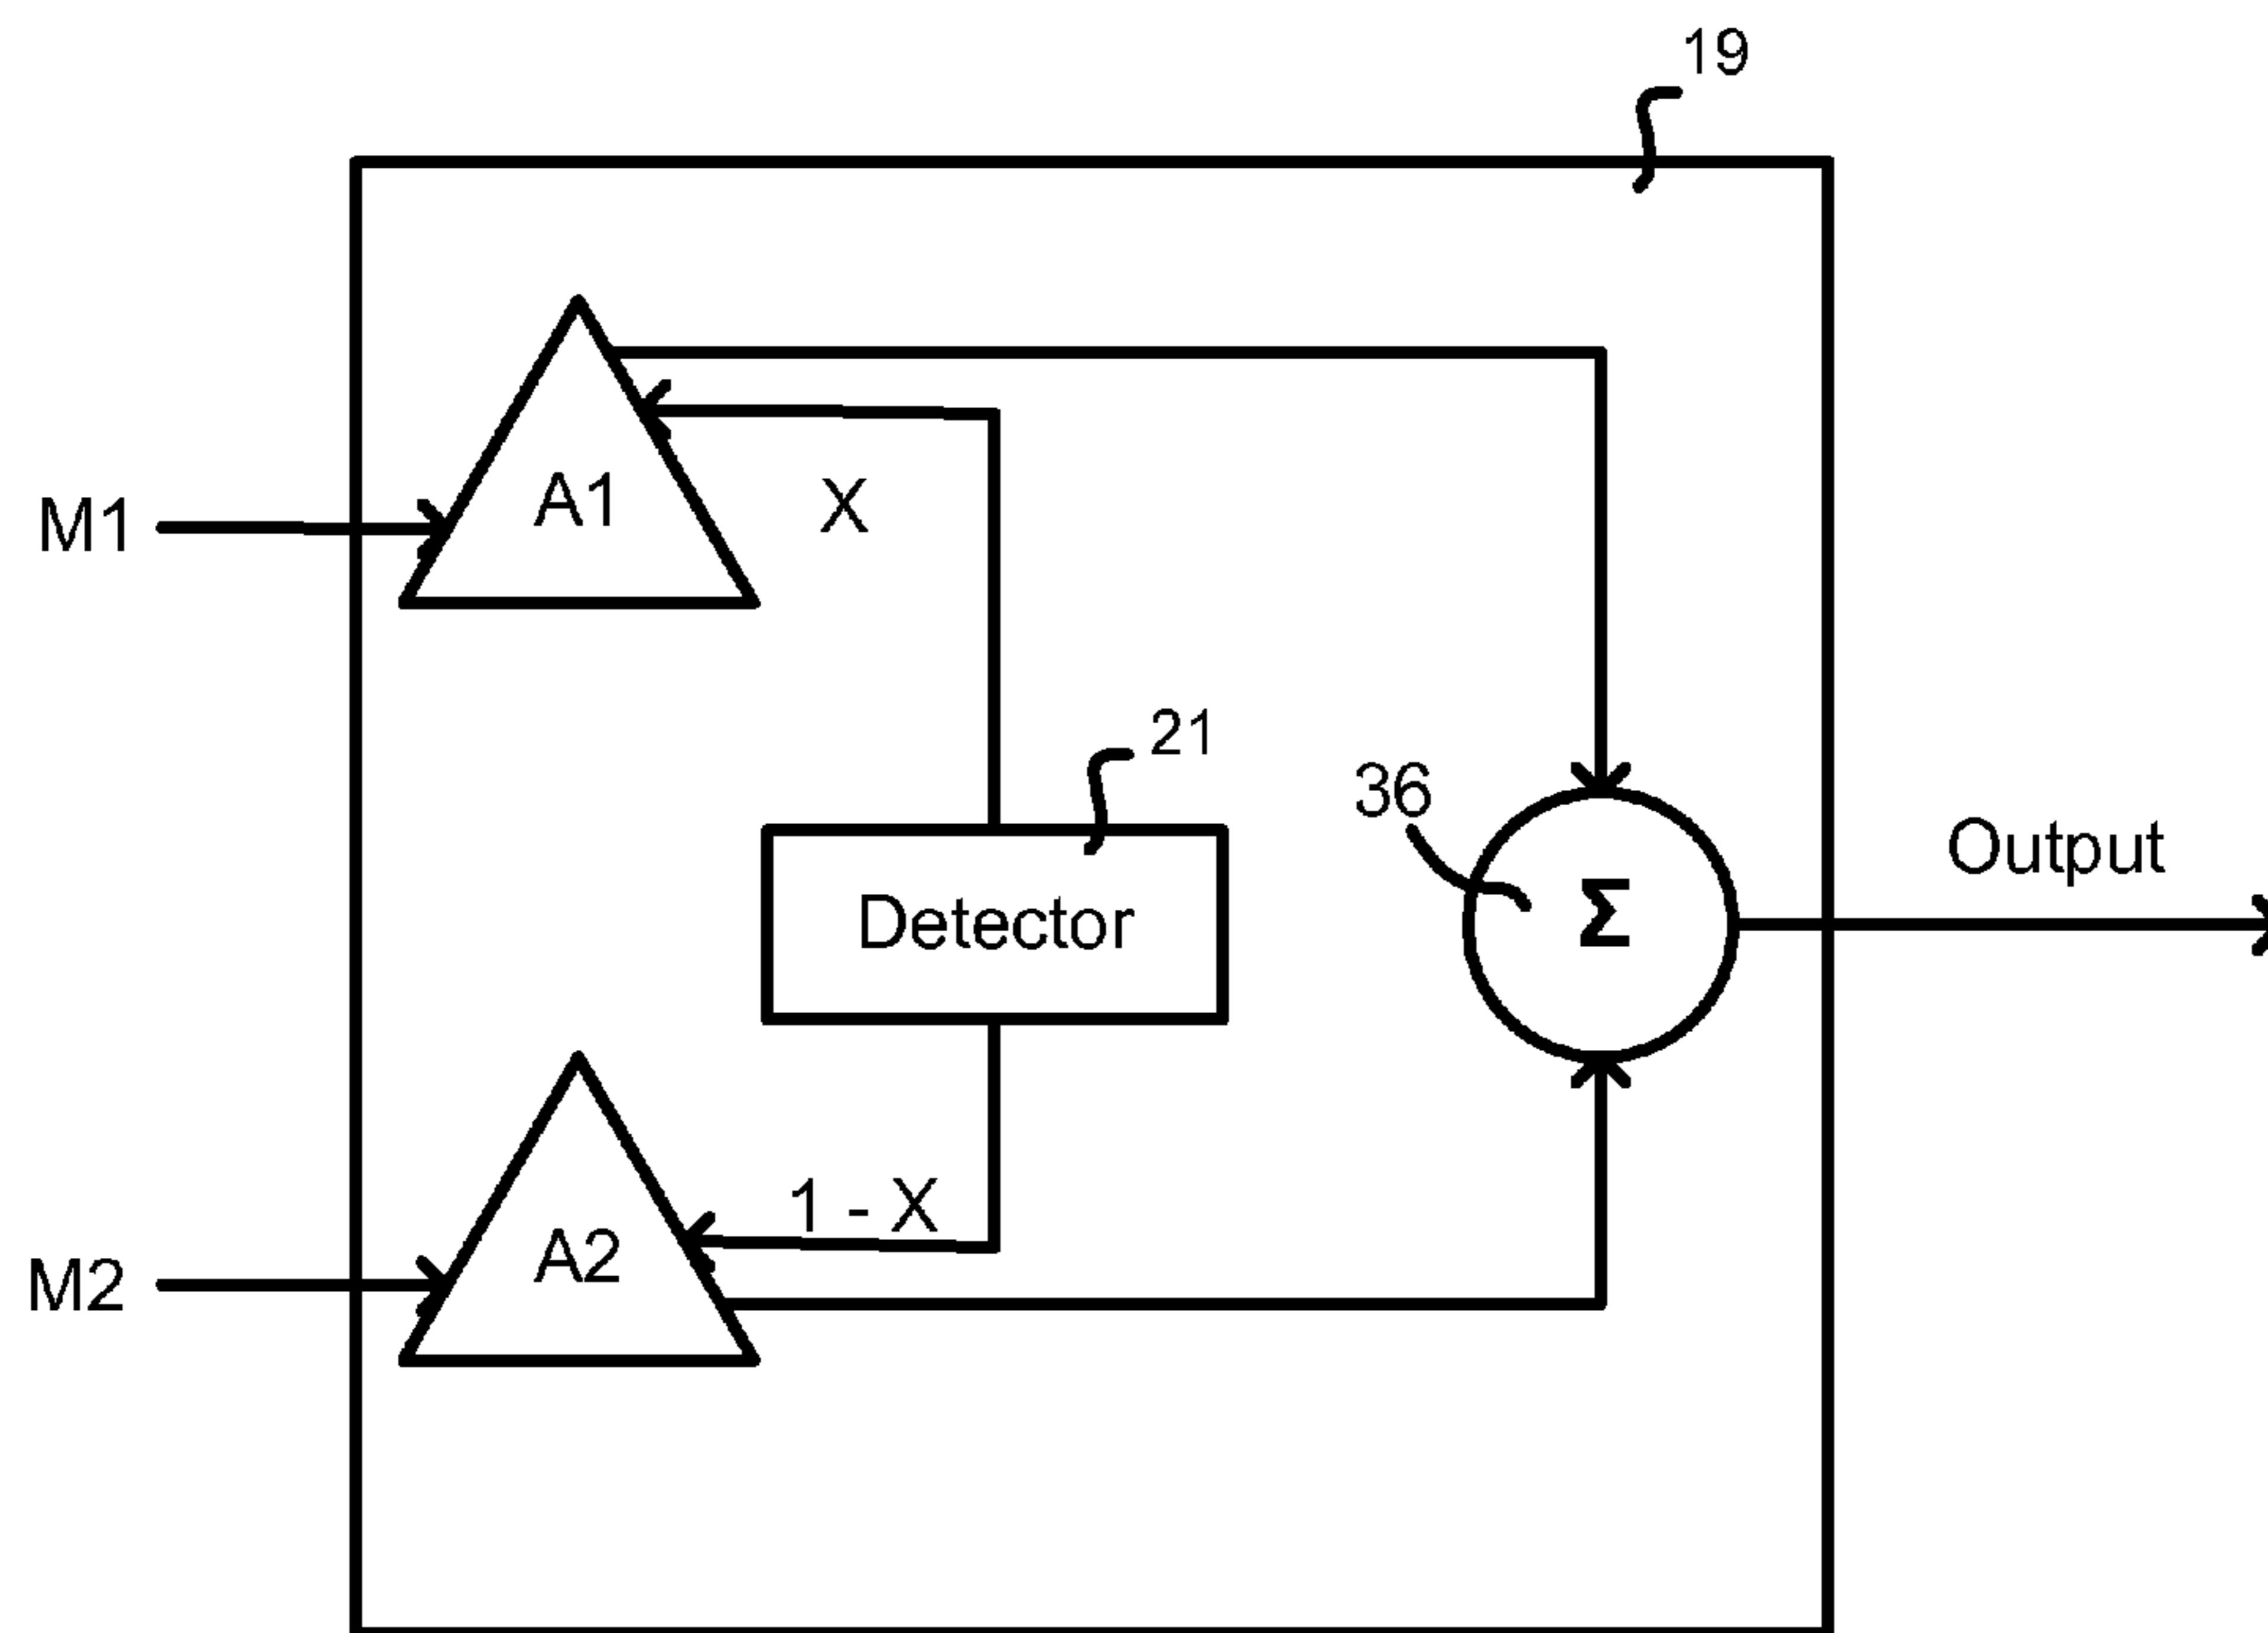 19
A1
M1
X
21
36
Output
Detector
Σ
1 - X
A2
M2